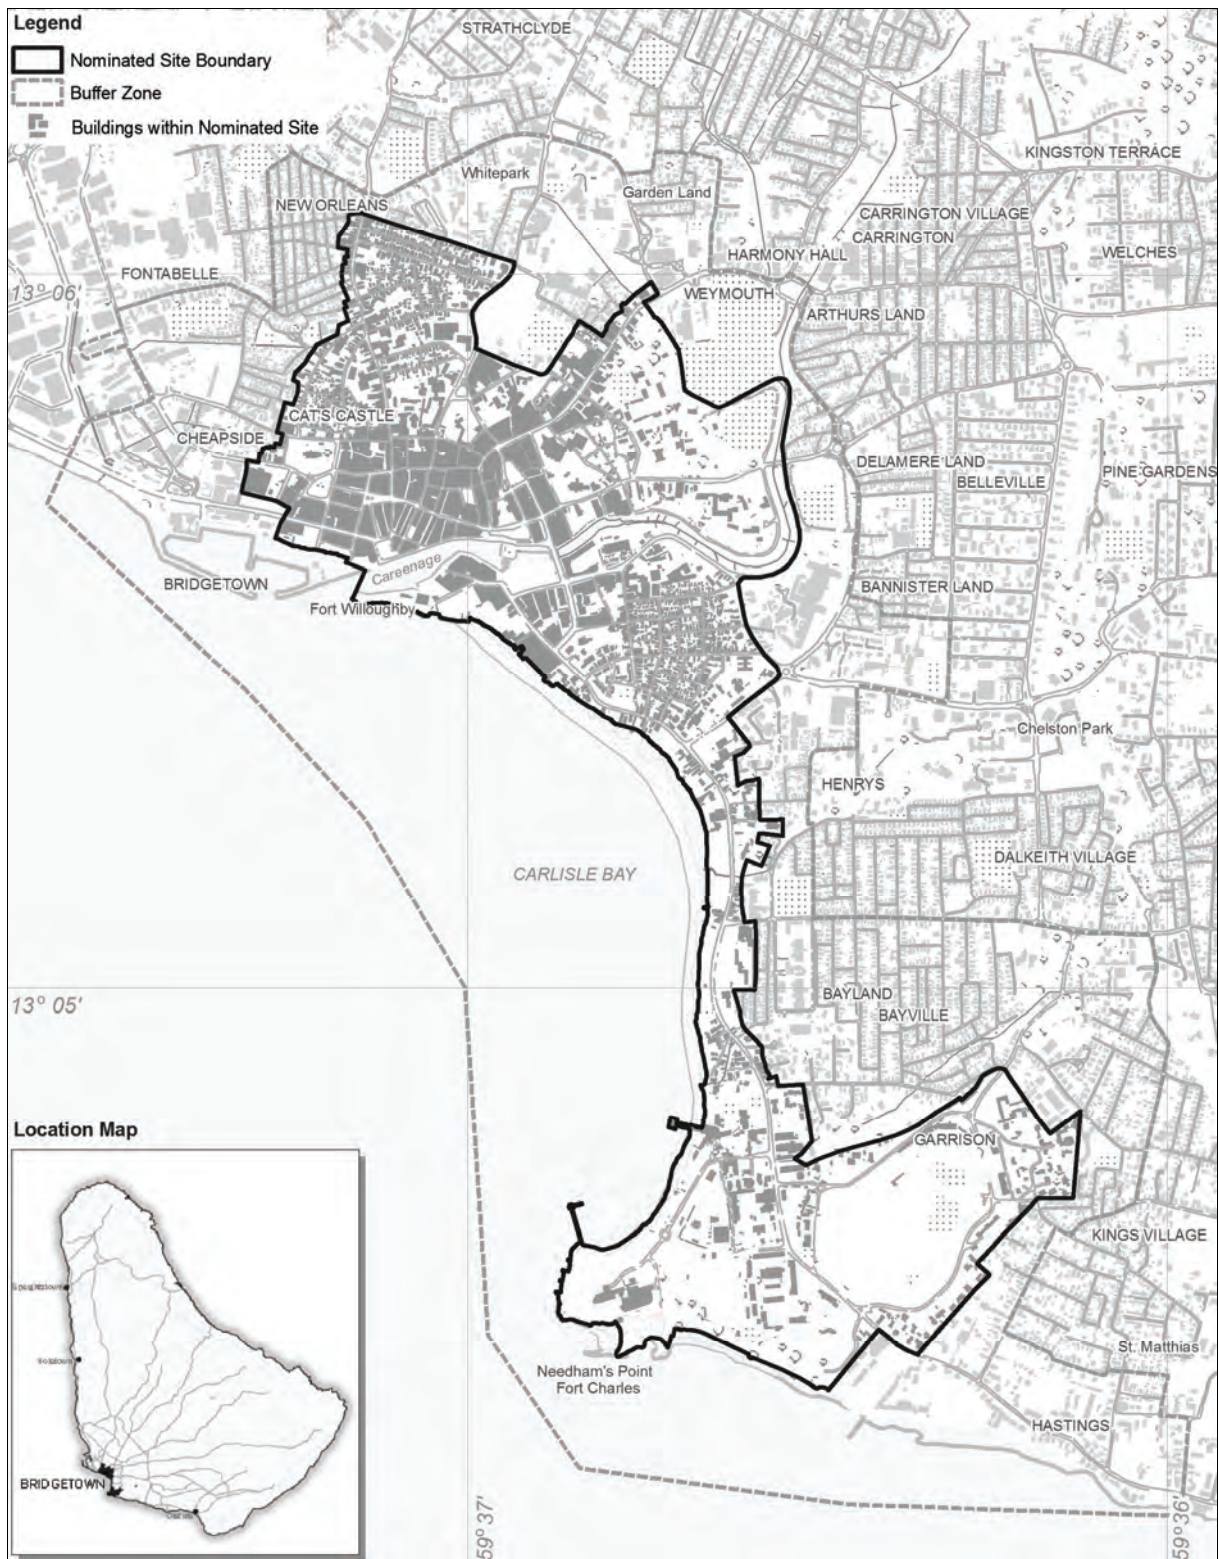 Legend
Nominated Site Boundary
Buffer Zone
Buildings within Nominated Site
STRATHCLYDE
KINGSTON TERRACE
Whitepark
Garden Land
NEW ORLEANS
CARRINGTON VILLAGE
CARRINGTON
HARMONY HALL
WELCHES
FONTABELLE
13° 06'
WEYMOUTH
ARTHURS LAND
CATS CASTLE
CHEAPSIDE
DELAMERE LAND
BELLEVILLE
PINE GARDENS
Careenage
BRIDGETOWN
Fort Willoughby
BANNISTER LAND
Chelston Park
HENRYS
DALKEITH VILLAGE
CARLISLE BAY
BAYLAND
BAYVILLE
13° 05'
GARRISON
KINGS VILLAGE
St. Matthias
Needham's Point
Fort Charles
HASTINGS
59° 37'
59° 36'
Location Map
BRIDGETOWN